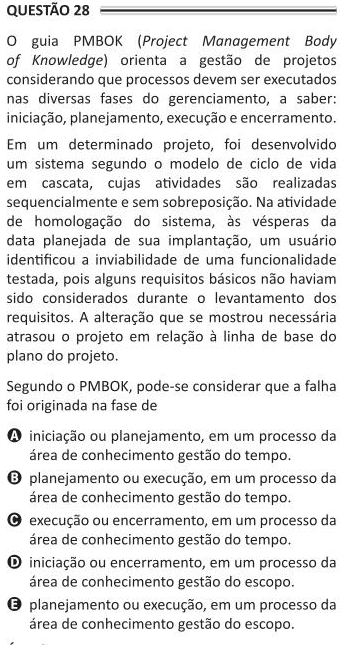 QUESTÃO 28
O guia PMBOK (Project Management Body
of Knowledge) orienta a gestão de projetos
considerando que processos devem ser executados
nas diversas fases do gerenciamento, a saber:
iniciação, planejamento, execução e encerramento.
Em um determinado projeto, foi desenvolvido
um sistema segundo o modelo de ciclo de vida
em cascata, cujas atividades são realizadas
sequencialmente e sem sobreposição. Na atividade
de homologação do sistema, às vésperas da
data planejada de sua implantação, um usuário
identificou a inviabilidade de uma funcionalidade
testada, pois alguns requisitos básicos não haviam
sido considerados durante o levantamento dos
requisitos. A alteração que se mostrou necessária
atrasou o projeto em relação à linha de base do
plano do projeto.
Segundo o PMBOK, pode-se considerar que a falha
foi originada na fase de
A iniciação ou planejamento, em um processo da
área de conhecimento gestão do tempo.
B planejamento ou execução, em um processo da
área de conhecimento gestão do tempo.
C execução ou encerramento, em um processo da
área de conhecimento gestão do tempo.
D iniciação ou encerramento, em um processo da
área de conhecimento gestão do escopo.
E planejamento ou execução, em um processo da
área de conhecimento gestão do escopo.